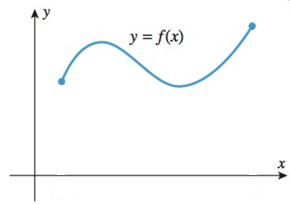 y
y = f(x)
x